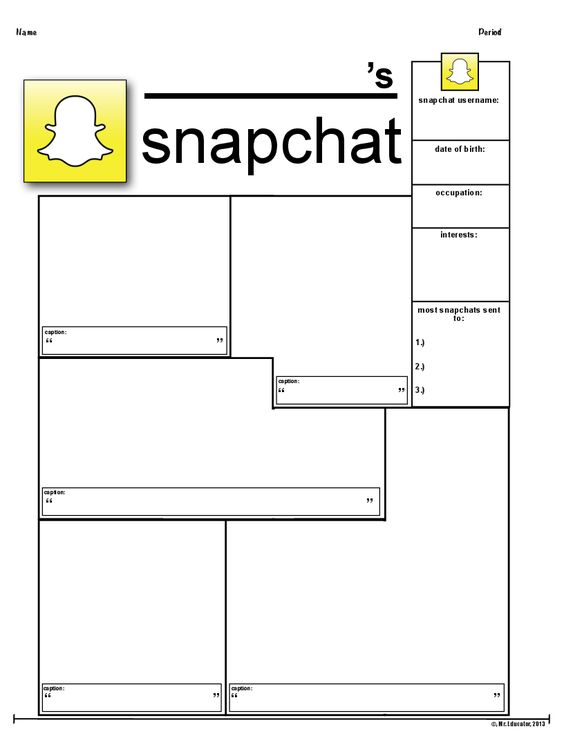 Name
Period
’s
snapchat
snapchat username:
date of birth:
occupation:
interests:
most snapchats sent
to:
1.)
2.)
3.)
caption:
“ ”
caption:
“ ”
caption:
“ ”
caption:
“ ”
caption:
“ ”
©, Mr. Educator, 2013